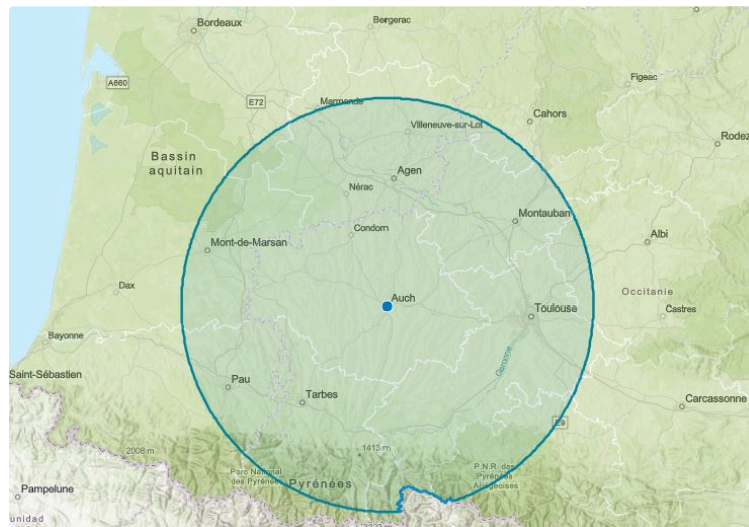 Bordeaux
Bergerac
A660
Figeac
E72
Marmande
Cahors
Villeneuve-sur-Lot
Rodez
Bassin
aquitain
Agen
Nérac
Montauban
Condom
Albi
Mont-de-Marsan
Dax
Occitanie
Auch
Toulouse
Castres
Bayonne
Garonne
Saint-Sébastien
Pau
Tarbes
Carcassonne
E9
2008 m
1413 m
Parc National
des Pyrénées
Pyrénées
P.N.R. des
Pyrénées
Ariégeoises
Pampelune
unidad